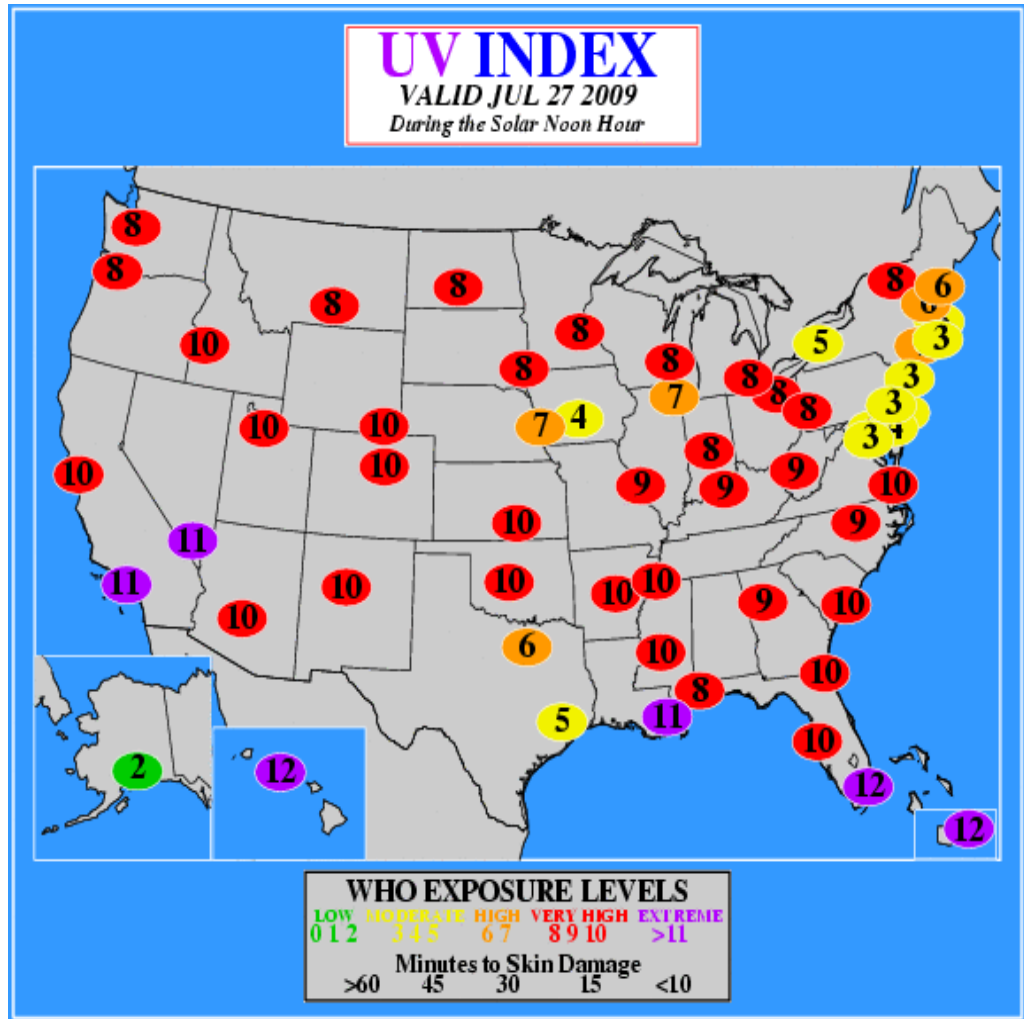 UV INDEX
VALID JUL 27 2009
During the Solar Noon Hour
8
8
8 6
8
8
8
10 5 3
8 8
8 3
7 8
8 3
10 10 7 4
3
8
10 10 9
9 9 10
10 9
11
11 10 10 10 10 9 10
10
6 10
10
8
5 11
10
2 12 12
12
WHO EXPOSURE LEVELS
LOW MODERATE HIGH VERY HIGH EXTREME
0 1 2 3 4 5 6 7 8 9 10 >11
Minutes to Skin Damage
>60 45 30 15 <10